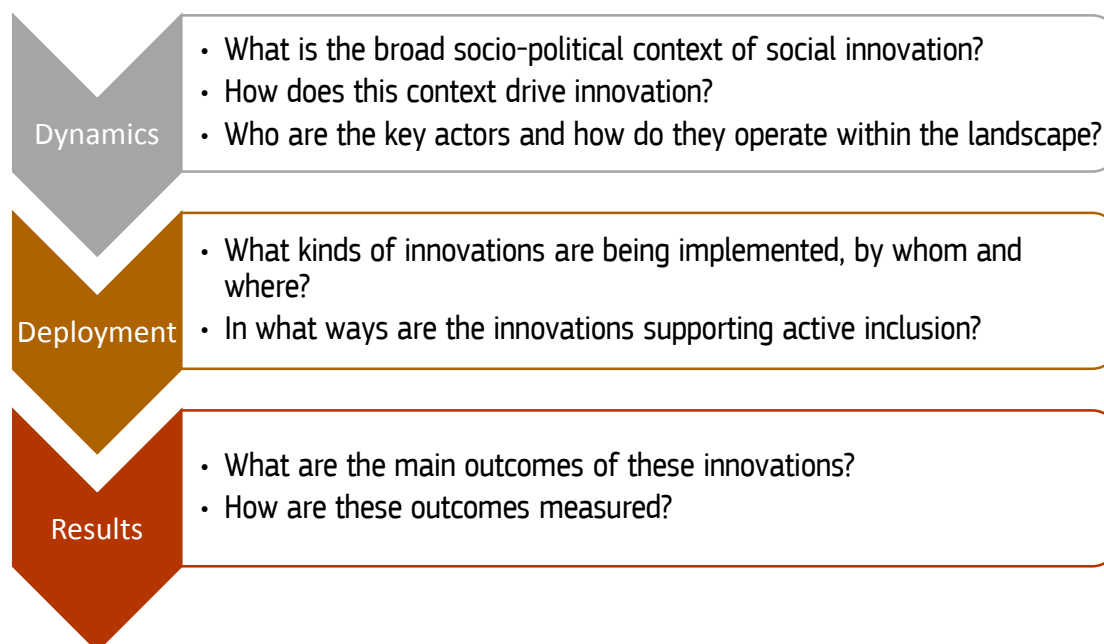 Dynamics
• What is the broad socio-political context of social innovation?
• How does this context drive innovation?
• Who are the key actors and how do they operate within the landscape?
Deployment
• What kinds of innovations are being implemented, by whom and
where?
• In what ways are the innovations supporting active inclusion?
Results
• What are the main outcomes of these innovations?
• How are these outcomes measured?